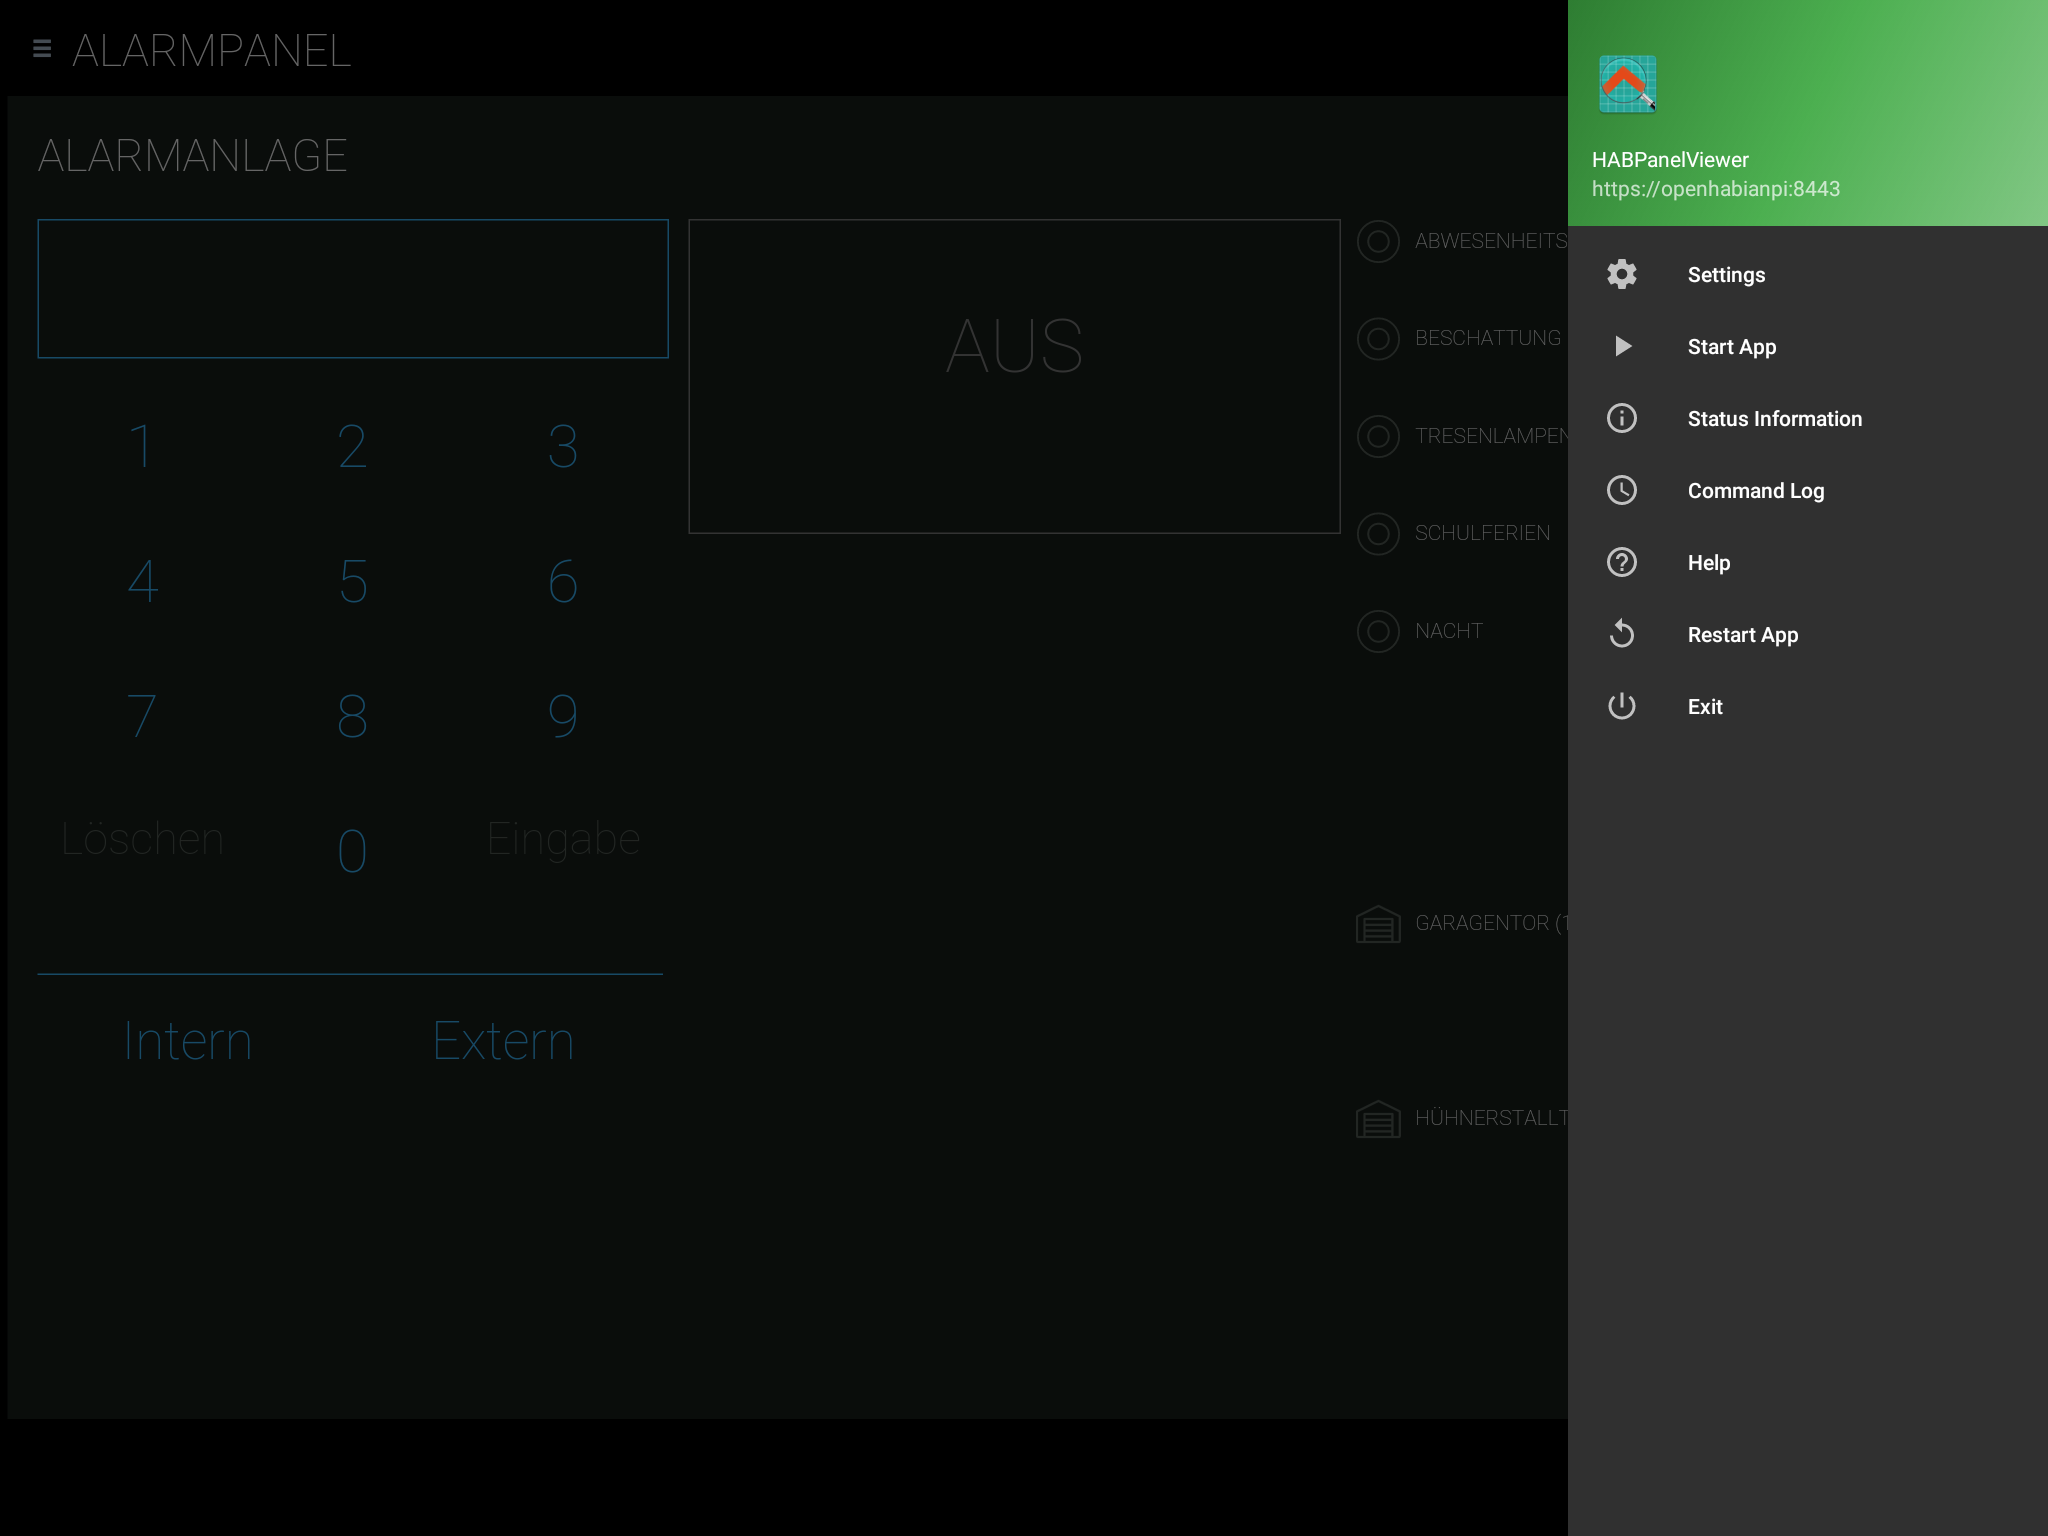 ALARMPANEL
ALARMANLAGE
1 2 3
4 5 6
7 8 9
Löschen 0 Eingabe
Intern Extern
AUS
ABWESENHEITS
BESCHATTUNG
TRESENLAMPEN
SCHULFERIEN
NACHT
GARAGENTOR (1
HÜHNERSTALLT
HABPanelViewer
https://openhabianpi:8443
Settings
Start App
Status Information
Command Log
Help
Restart App
Exit